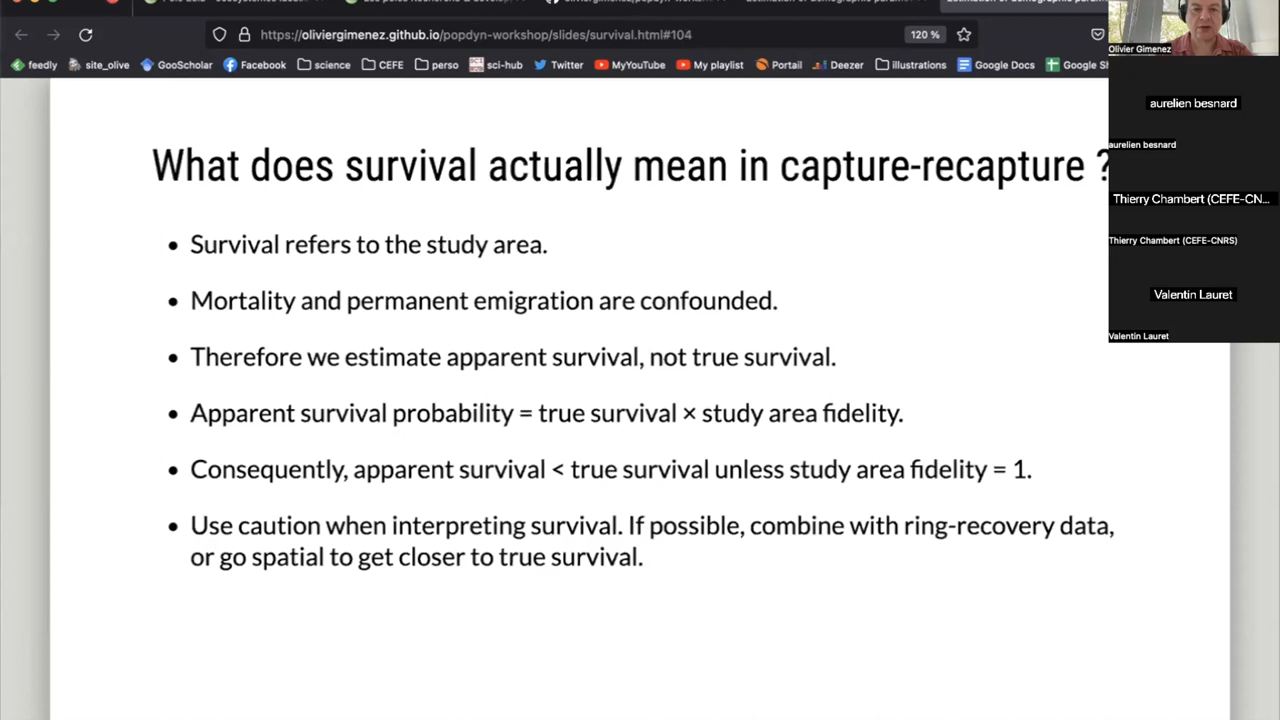 https://oliviergimenez.github.io/popdyn-workshop/slides/survival.html#104
120 %
feedly
site_olive
GooScholar
Facebook
science
CEFE
perso
sci-hub
Twitter
MyYouTube
My playlist
Portail
Deezer
illustrations
Google Docs
Google Sh
Olivier Gimenez
aurelien besnard
aurelien besnard
Thierry Chambert (CEFE-CN...
Thierry Chambert (CEFE-CNRS)
Valentin Lauret
Valentin Lauret
What does survival actually mean in capture-recapture ?
• Survival refers to the study area.
• Mortality and permanent emigration are confounded.
• Therefore we estimate apparent survival, not true survival.
• Apparent survival probability = true survival × study area fidelity.
• Consequently, apparent survival < true survival unless study area fidelity = 1.
• Use caution when interpreting survival. If possible, combine with ring-recovery data,
or go spatial to get closer to true survival.